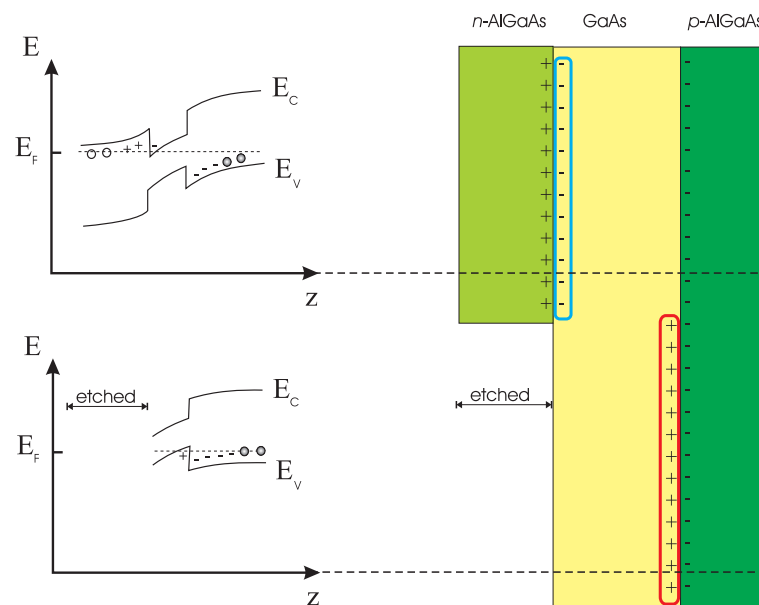 n-AlGaAs GaAs p-AlGaAs
E
E_C
E_F
E_V
z
E
etched
E_C
etched
E_F
E_V
z